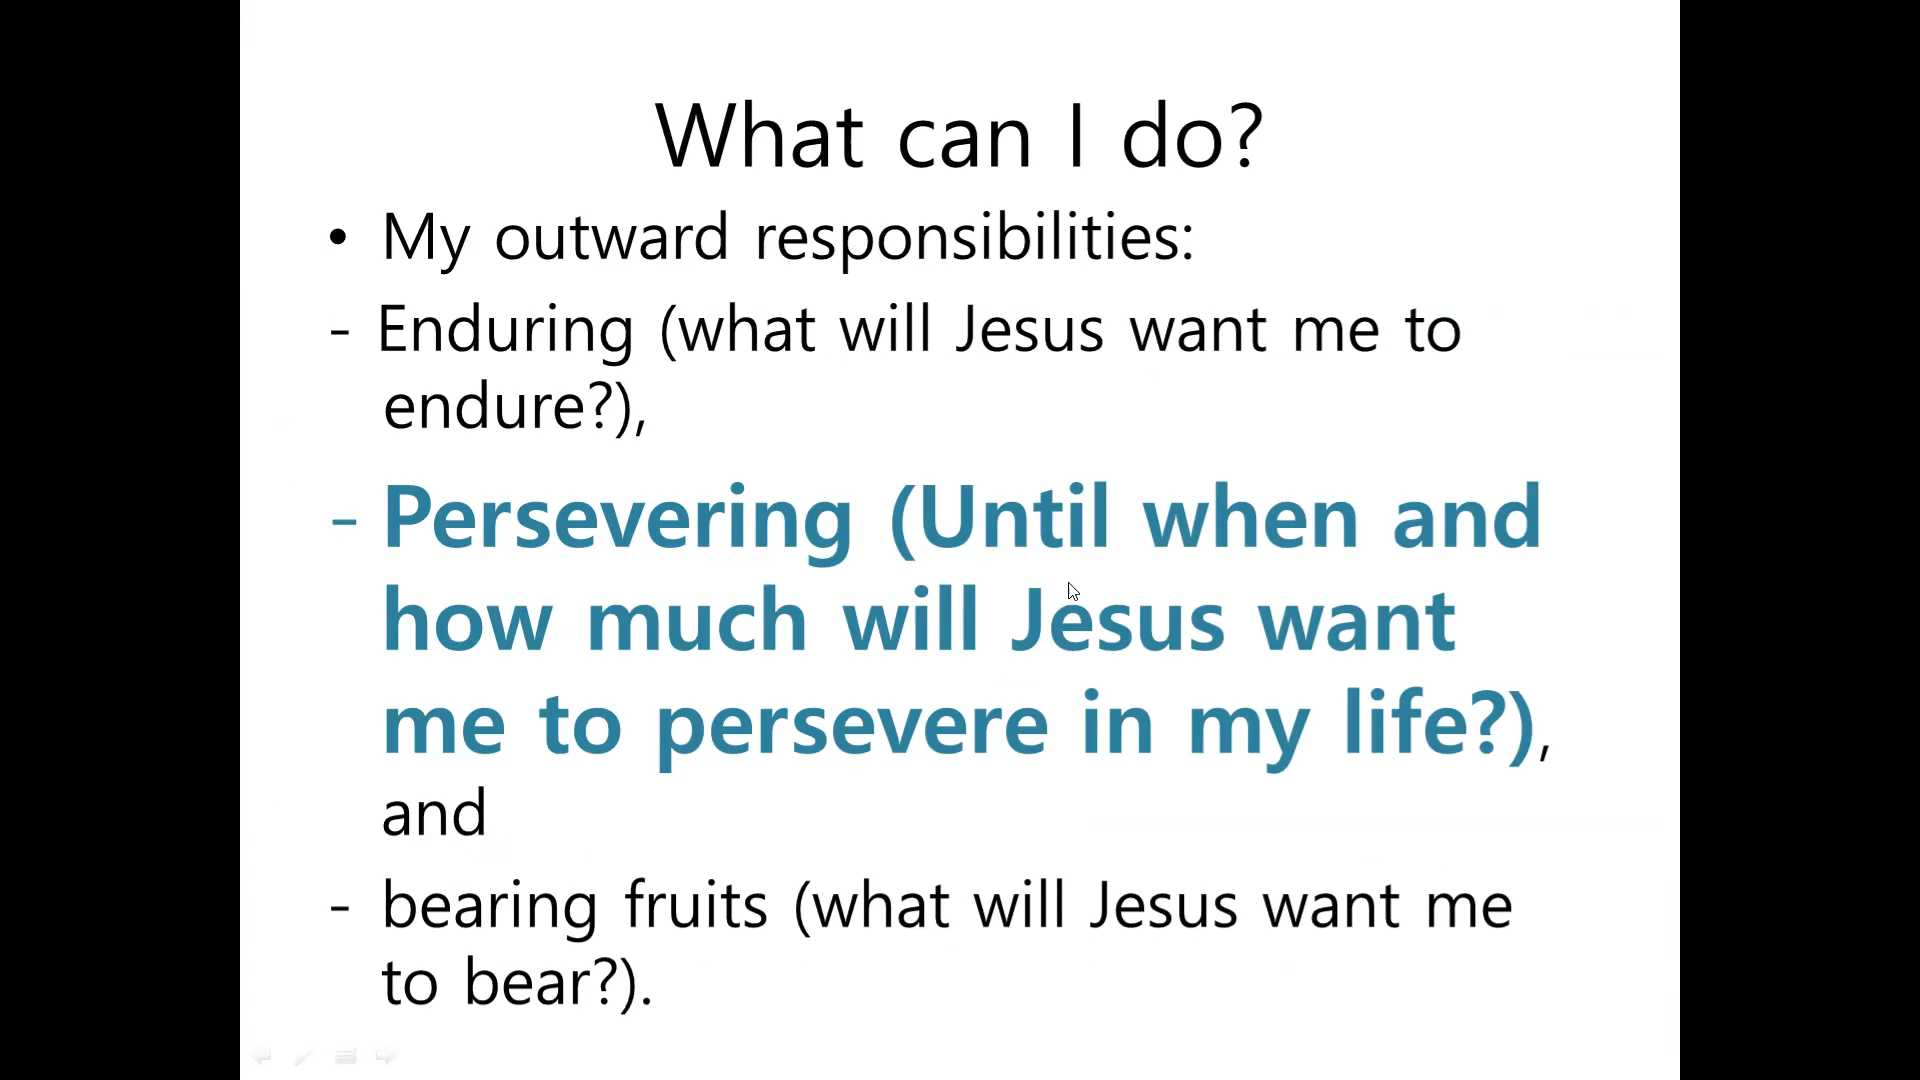 What can I do?
• My outward responsibilities:
- Enduring (what will Jesus want me to
endure?),
- Persevering (Until when and
how much will Jesus want
me to persevere in my life?),
and
- bearing fruits (what will Jesus want me
to bear?).